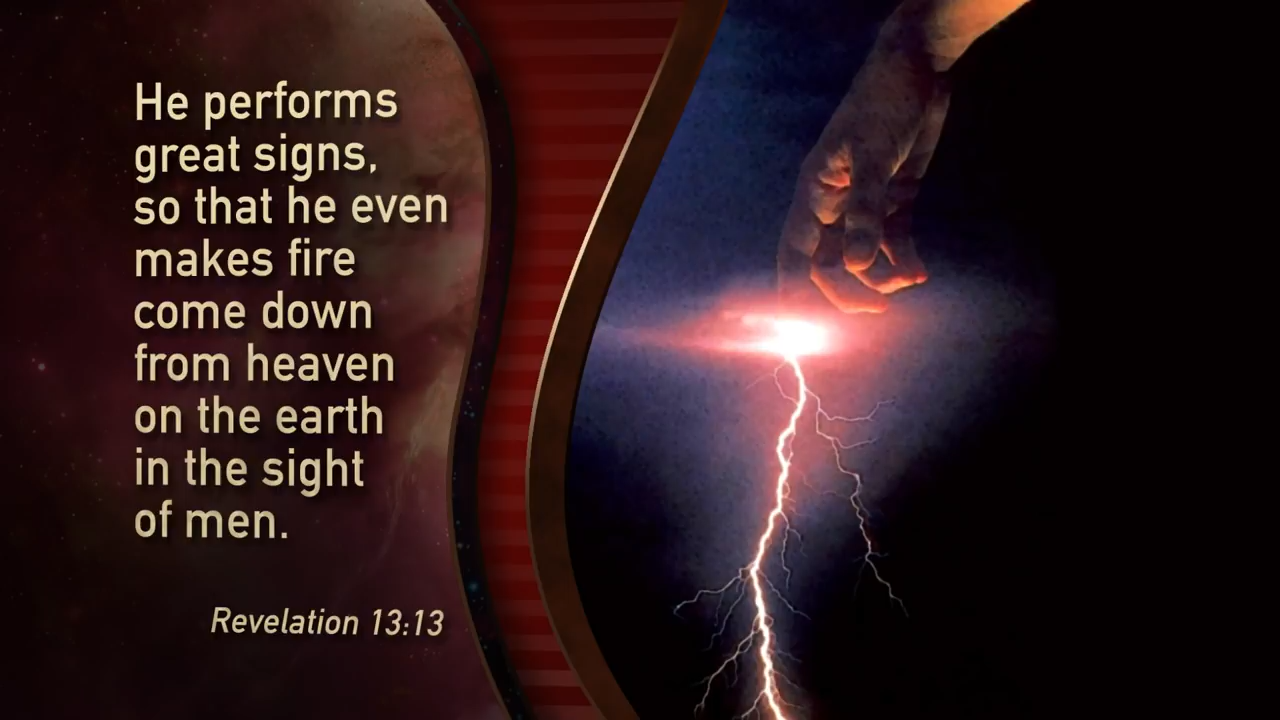 He performs
great signs,
so that he even
makes fire
come down
from heaven
on the earth
in the sight
of men.
Revelation 13:13